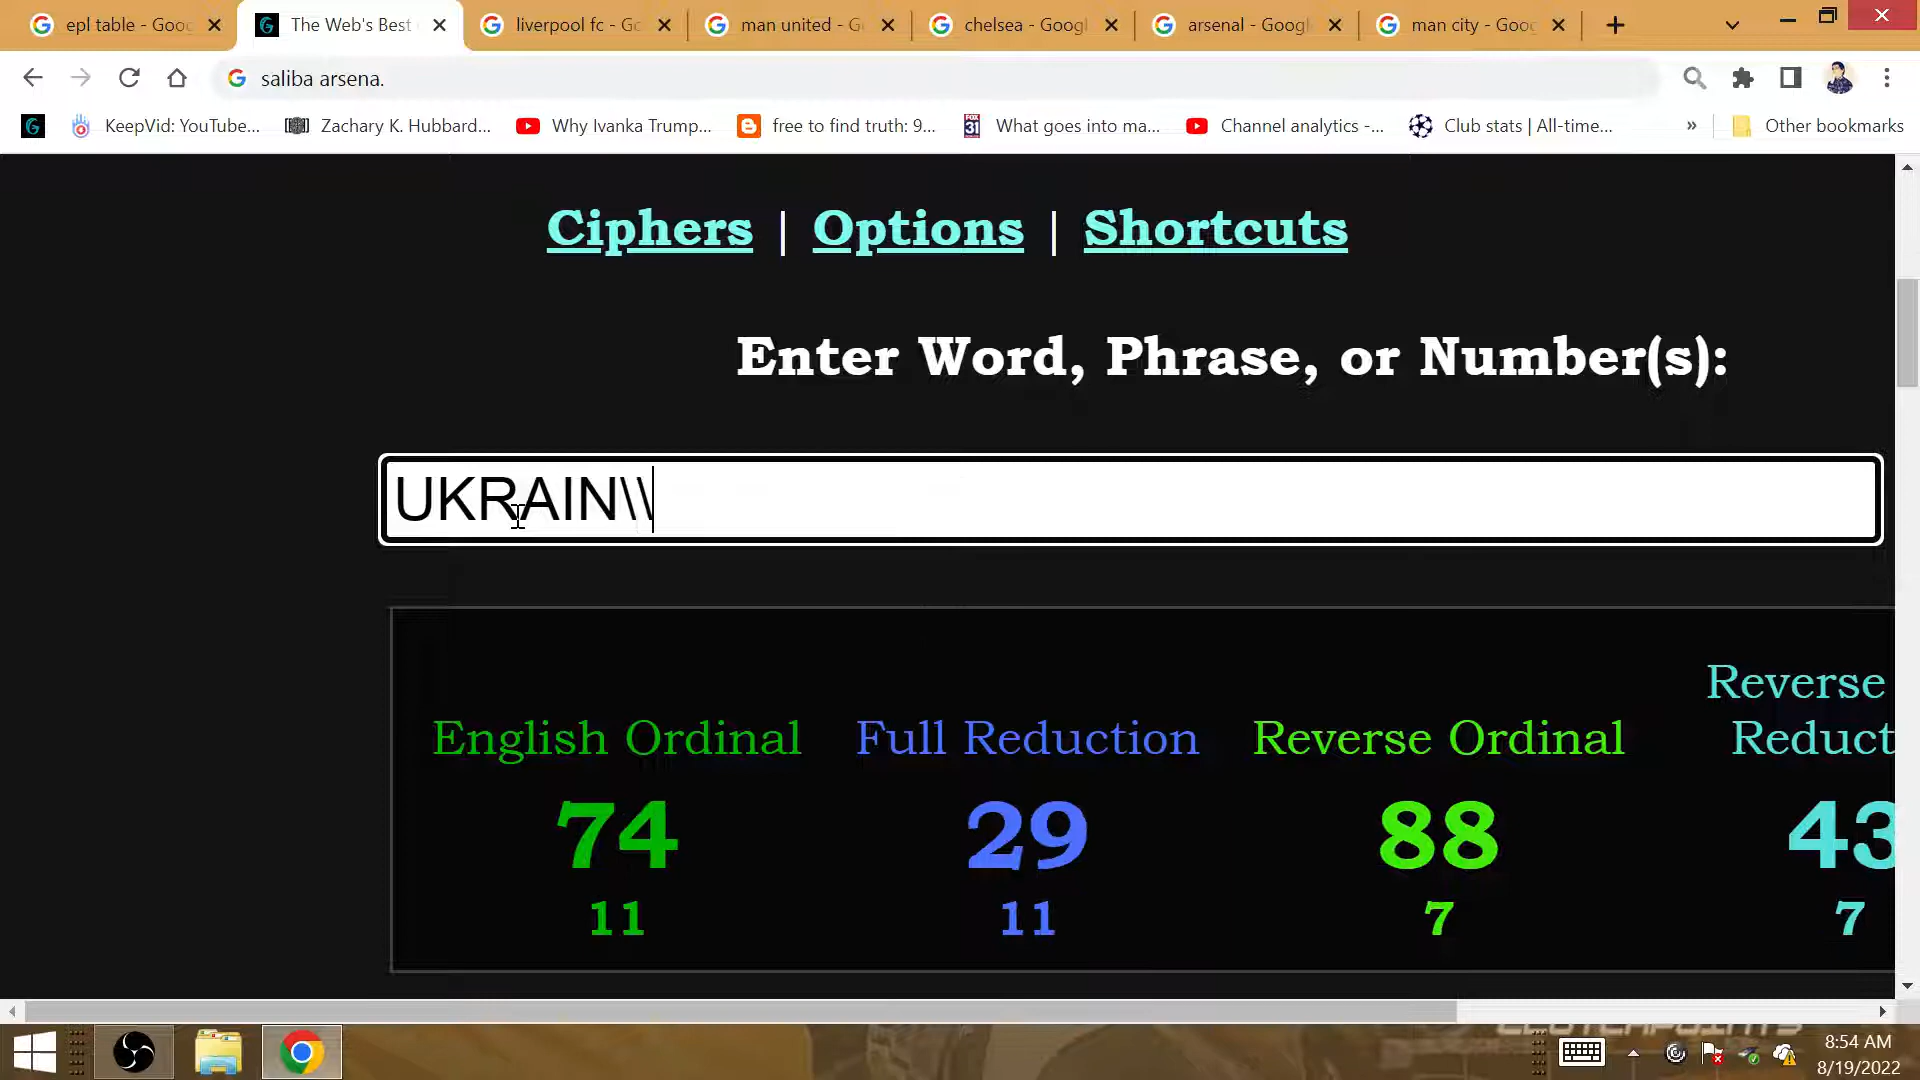 epl table - Goo
The Web's Best
liverpool fc - Go
man united - G
chelsea - Googl
arsenal - Google
man city - Goog
saliba arsena.
KeepVid: YouTube...
Zachary K. Hubbard...
Why Ivanka Trump...
free to find truth: 9...
What goes into ma...
Channel analytics -...
Club stats | All-time...
»
Other bookmarks
Ciphers | Options | Shortcuts
Enter Word, Phrase, or Number(s):
UKRAIN\\
English Ordinal
Full Reduction
Reverse Ordinal
Reverse
Reduct
74
29
88
43
11
11
7
7
8:54 AM
8/19/2022